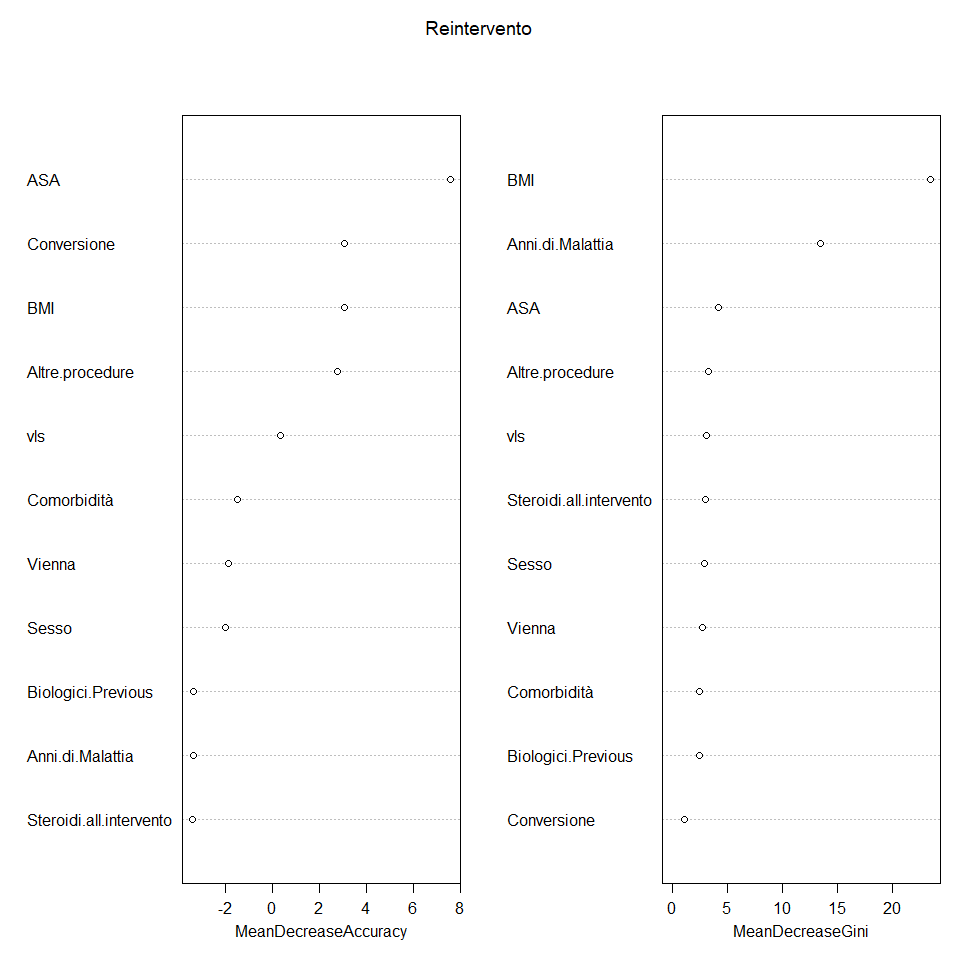 Reintervento
ASA
Conversione
BMI
Altre.procedure
vls
Comorbidità
Vienna
Sesso
Biologici.Previous
Anni.di.Malattia
Steroidi.all.intervento
-2 0 2 4 6 8
MeanDecreaseAccuracy
BMI
Anni.di.Malattia
ASA
Altre.procedure
vls
Steroidi.all.intervento
Sesso
Vienna
Comorbidità
Biologici.Previous
Conversione
0 5 10 15 20
MeanDecreaseGini